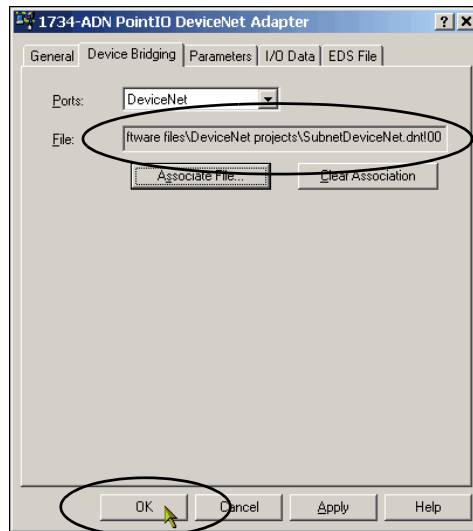 1734-ADN PointIO DeviceNet Adapter
General Device Bridging Parameters I/O Data EDS File
Ports: DeviceNet
File: ftware files\DeviceNet projects\SubnetDeviceNet.dnt!00
Associate File... Clear Association
OK Cancel Apply Help